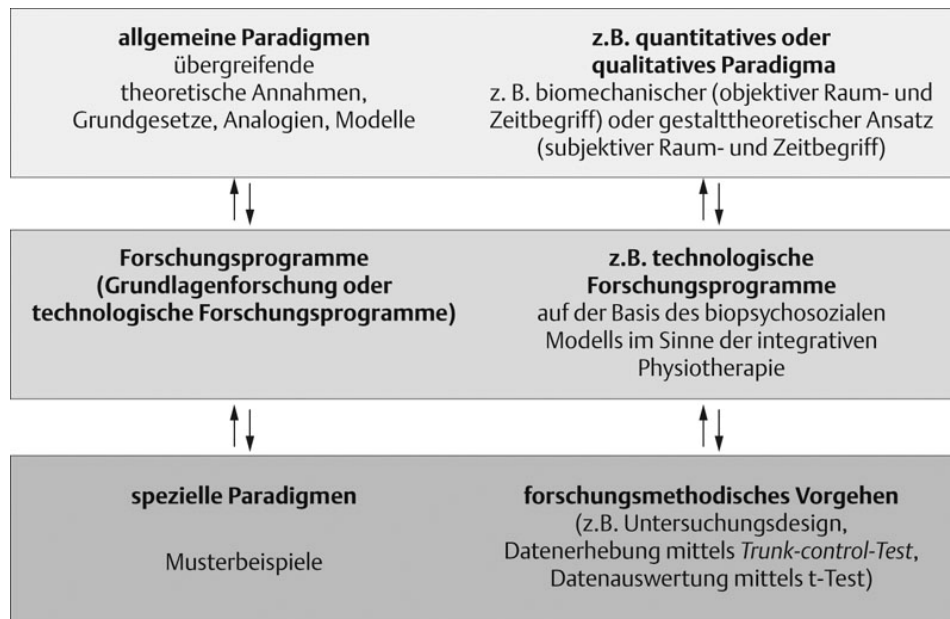 allgemeine Paradigmen
übergreifende
theoretische Annahmen,
Grundgesetze, Analogien, Modelle
z.B. quantitatives oder
qualitatives Paradigma
z. B. biomechanischer (objektiver Raum- und
Zeitbegriff) oder gestalttheoretischer Ansatz
(subjektiver Raum- und Zeitbegriff)
Forschungsprogramme
(Grundlagenforschung oder
technologische Forschungsprogramme)
z.B. technologische
Forschungsprogramme
auf der Basis des biopsychosozialen
Modells im Sinne der integrativen
Physiotherapie
spezielle Paradigmen
Musterbeispiele
forschungsmethodisches Vorgehen
(z.B. Untersuchungsdesign,
Datenerhebung mittels Trunk-control-Test,
Datenauswertung mittels t-Test)